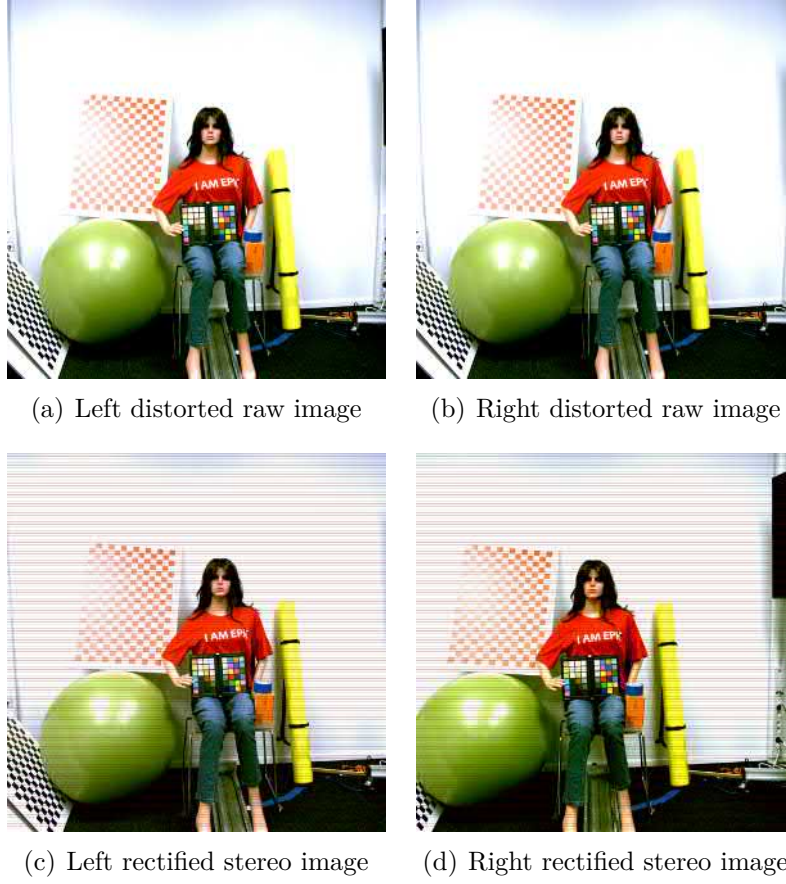 I AM EPI
I AM EPI
(a) Left distorted raw image
(b) Right distorted raw image
I AM EPI
I AM EPI
(c) Left rectified stereo image
(d) Right rectified stereo image